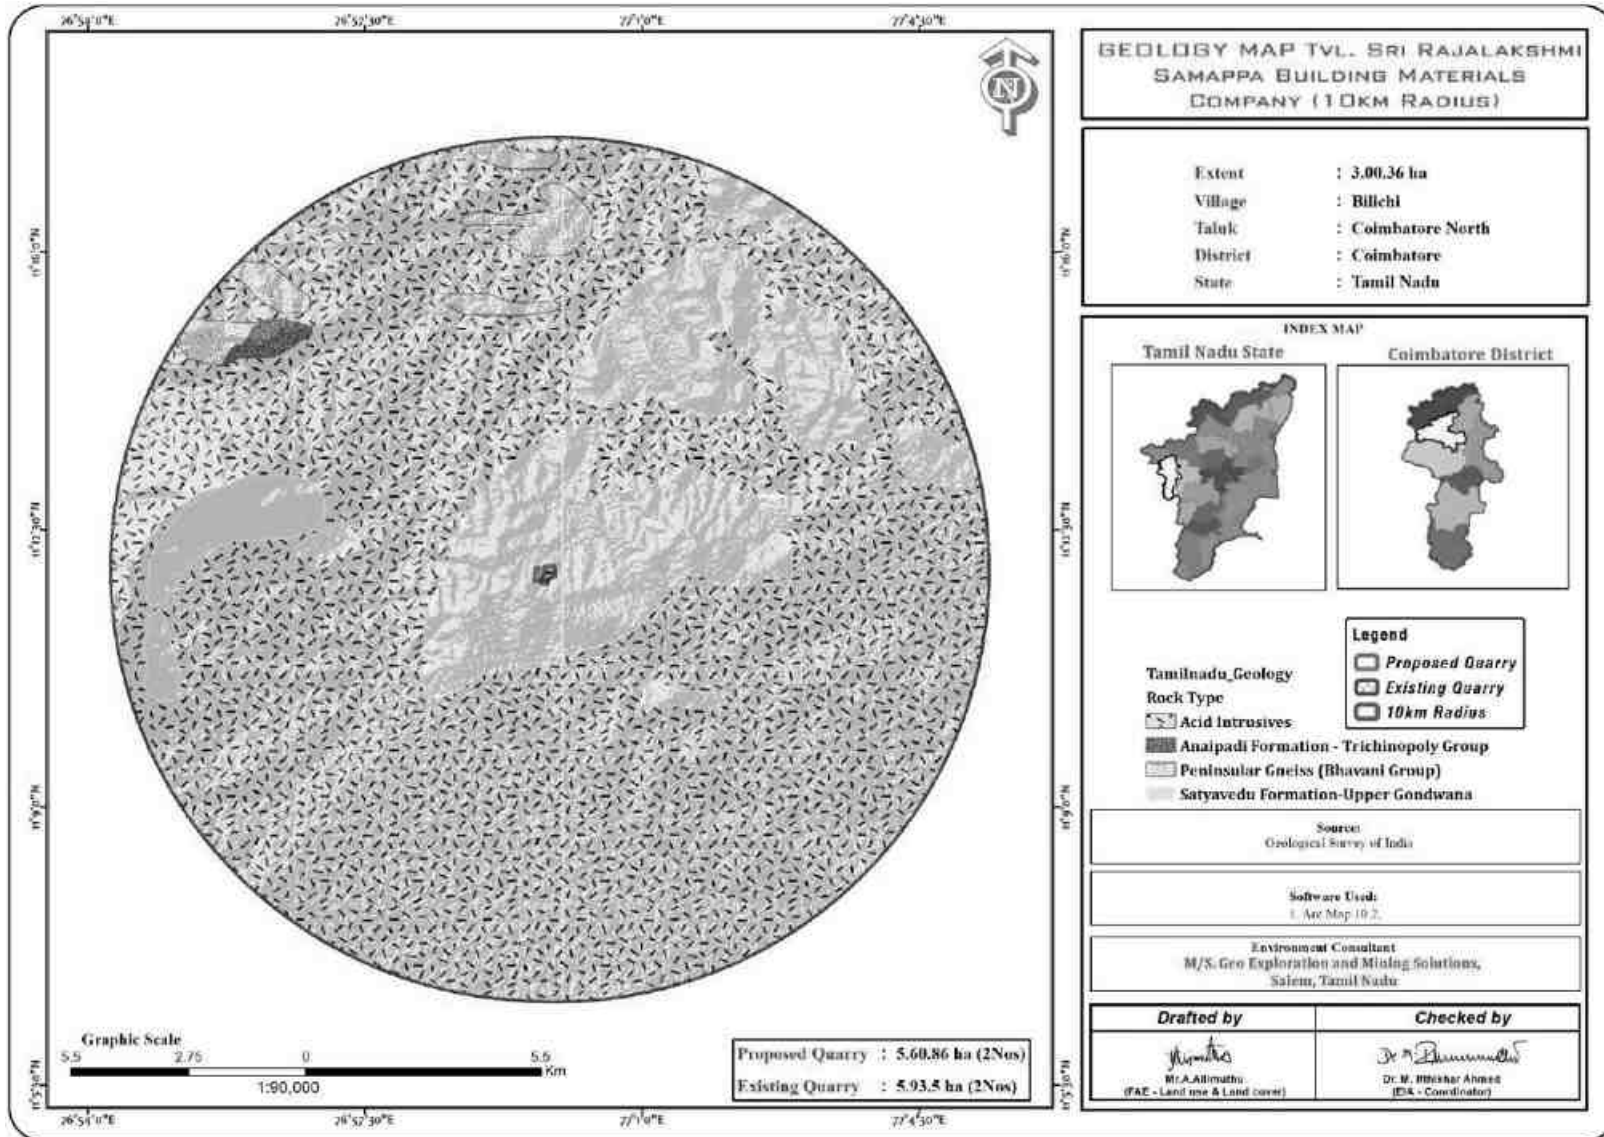 GEOLOGY MAP TVL. SRI RAJALAKSHMI
SAMAPPA BUILDING MATERIALS
COMPANY (10KM RADIUS)
N
Extent : 3.00.36 ha
Village : Bilichi
Taluk : Coimbatore North
District : Coimbatore
State : Tamil Nadu
INDEX MAP
Tamil Nadu State
Coimbatore District
Legend
Proposed Quarry
Existing Quarry
10km Radius
Tamilnadu_Geology
Rock Type
Acid Intrusives
Anaipadi Formation - Trichinopoly Group
Peninsular Gneiss (Bhavani Group)
Satyavedu Formation-Upper Gondwana
Source:
Geological Survey of India
Software Used:
1. Arc Map 10.2.
Environment Consultant
M/S. Geo Exploration and Mining Solutions,
Salem, Tamil Nadu
Drafted by
Checked by
(FAE - Land use & Land cover)
(EIA - Coordinator)
Graphic Scale
5.5 2.75 0 5.5
Km
1:90,000
Proposed Quarry : 5.60.86 ha (2Nos)
Existing Quarry : 5.93.5 ha (2Nos)
77°1'0"E
77°4'30"E